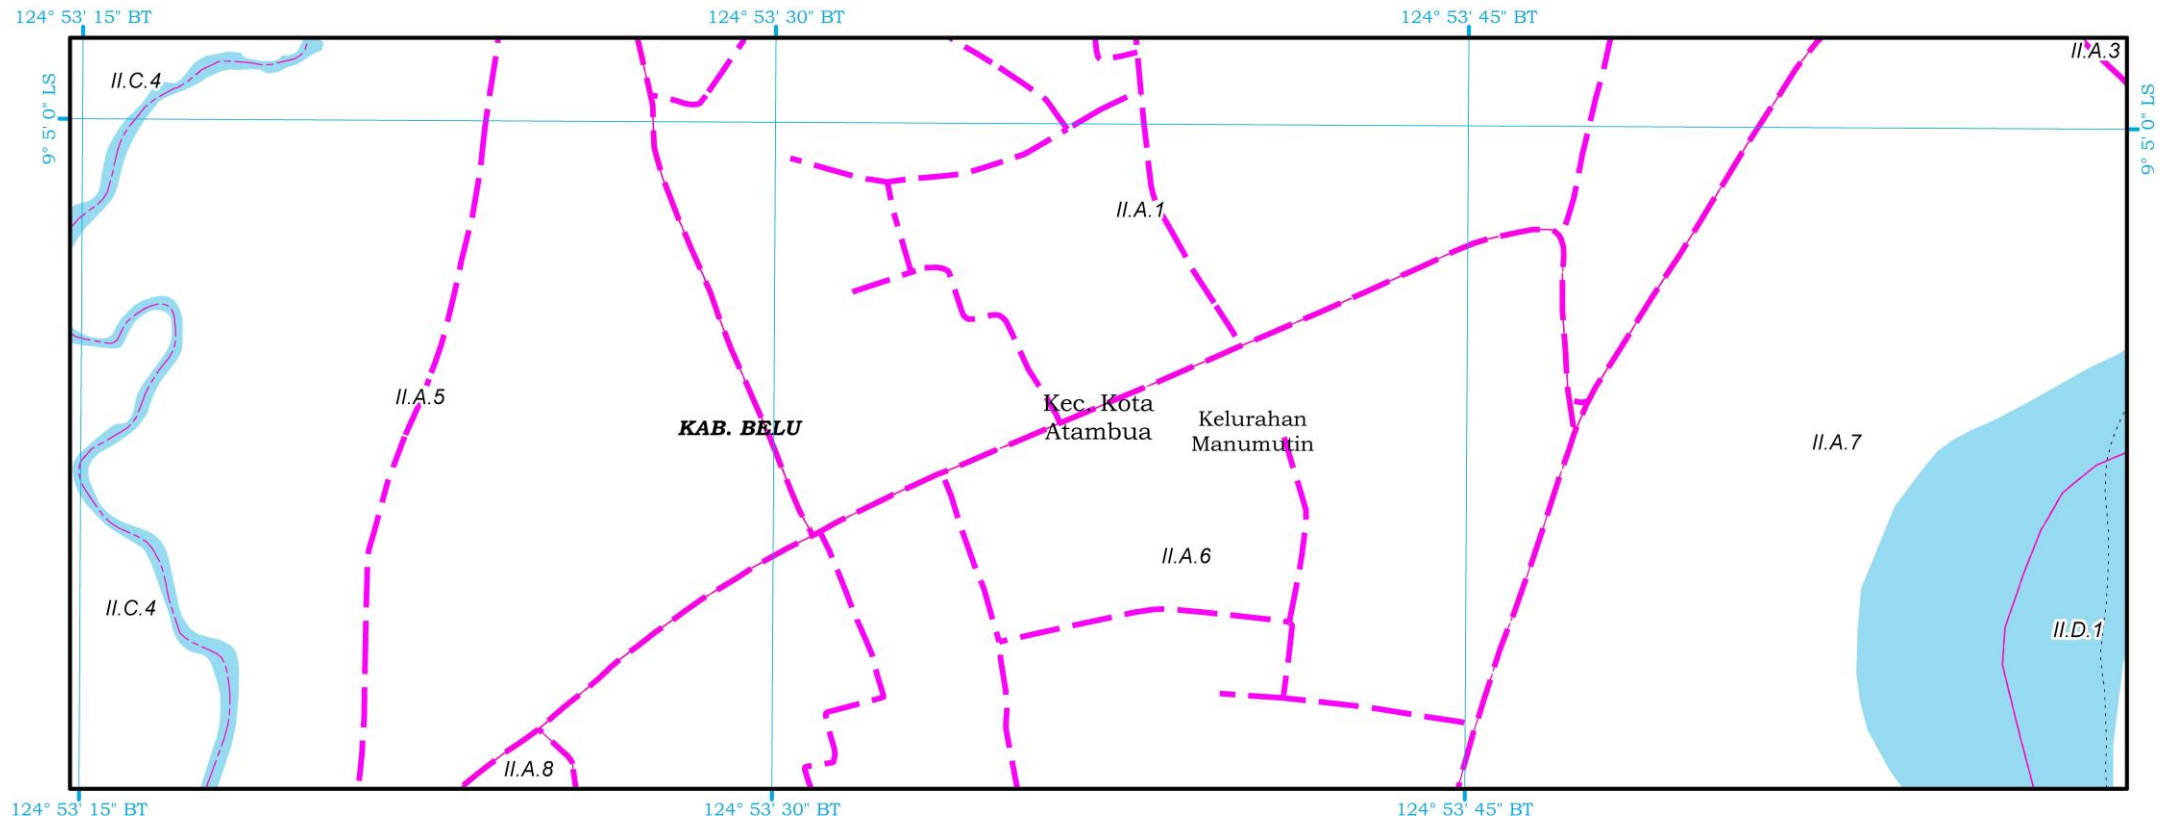 124° 53' 15" BT
124° 53' 30" BT
124° 53' 45" BT
II.A.3
II.C.4
9° 5' 0" LS
9° 5' 0" LS
II.A.1
II.A.5
KAB. BELU
Kec. Kota
Atambua
Kelurahan
Manumutin
II.A.7
II.A.6
II.C.4
II.D.1
II.A.8
124° 53' 15" BT
124° 53' 30" BT
124° 53' 45" BT